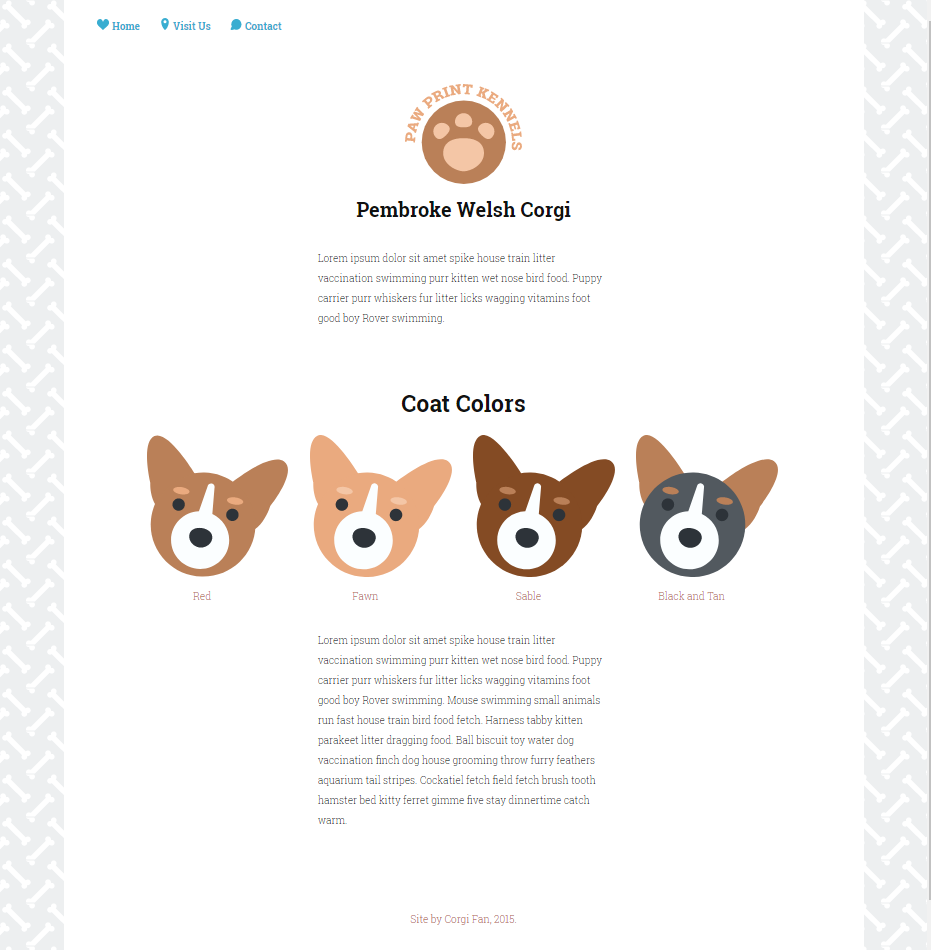 Home Visit Us Contact
PAW PRINT KENNELS
Pembroke Welsh Corgi
Lorem ipsum dolor sit amet spike house train litter
vaccination swimming purr kitten wet nose bird food. Puppy
carrier purr whiskers fur litter licks wagging vitamins foot
good boy Rover swimming.
Coat Colors
Red Fawn Sable Black and Tan
Lorem ipsum dolor sit amet spike house train litter
vaccination swimming purr kitten wet nose bird food. Puppy
carrier purr whiskers fur litter licks wagging vitamins foot
good boy Rover swimming. Mouse swimming small animals
run fast house train bird food fetch. Harness tabby kitten
parakeet litter dragging food. Ball biscuit toy water dog
vaccination finch dog house grooming throw furry feathers
aquarium tail stripes. Cockatiel fetch field fetch brush tooth
hamster bed kitty ferret gimme five stay dinnertime catch
warm.
Site by Corgi Fan, 2015.